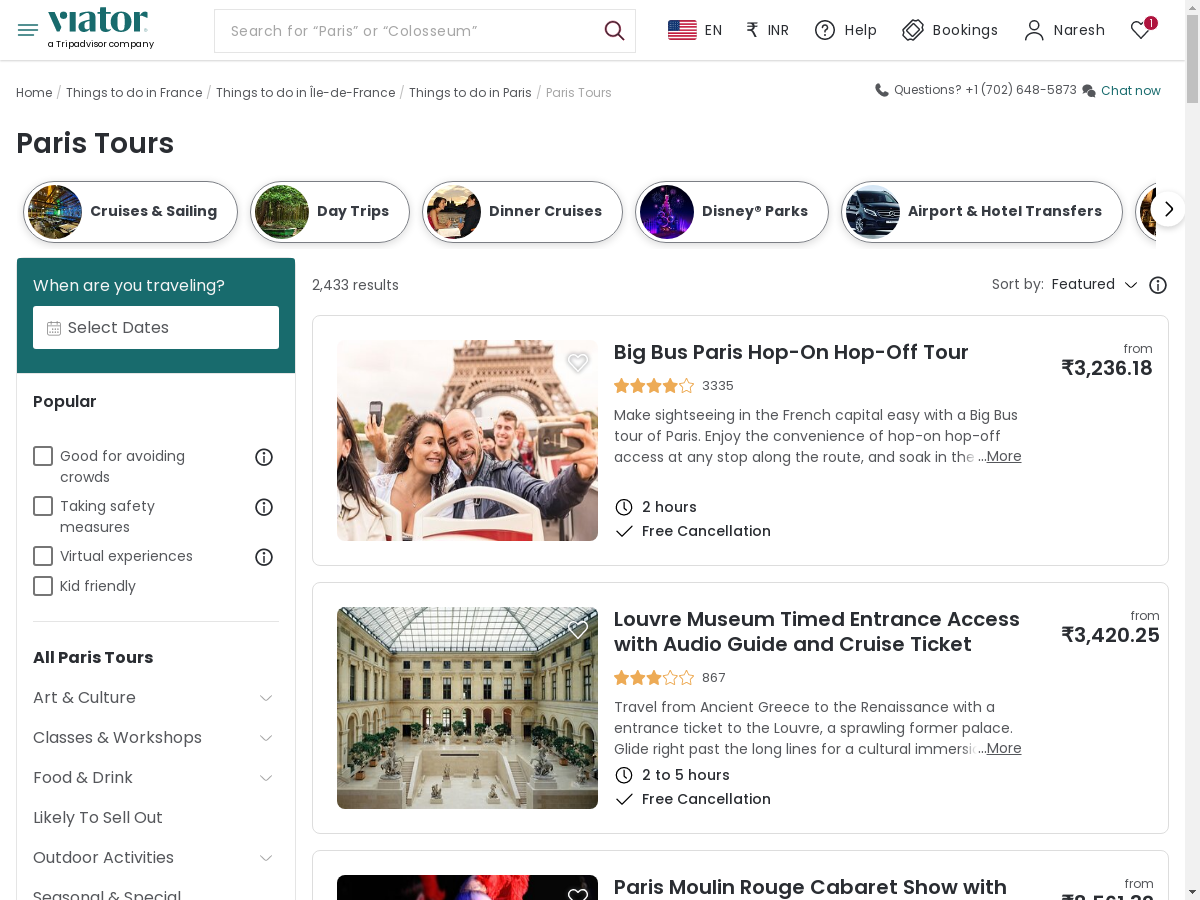 viator
a Tripadvisor company
Search for “Paris” or “Colosseum”
EN
₹ INR
Help
Bookings
Naresh
1
Home / Things to do in France / Things to do in Île-de-France / Things to do in Paris / Paris Tours
Questions? +1 (702) 648-5873
Chat now
Paris Tours
Cruises & Sailing
Day Trips
Dinner Cruises
Disney® Parks
Airport & Hotel Transfers
When are you traveling?
Select Dates
Popular
Good for avoiding
crowds
Taking safety
measures
Virtual experiences
Kid friendly
All Paris Tours
Art & Culture
Classes & Workshops
Food & Drink
Likely To Sell Out
Outdoor Activities
Seasonal & Special
2,433 results
Sort by: Featured
Big Bus Paris Hop-On Hop-Off Tour
from
₹3,236.18
3335
Make sightseeing in the French capital easy with a Big Bus
tour of Paris. Enjoy the convenience of hop-on hop-off
access at any stop along the route, and soak in the ...More
2 hours
Free Cancellation
Louvre Museum Timed Entrance Access
with Audio Guide and Cruise Ticket
from
₹3,420.25
867
Travel from Ancient Greece to the Renaissance with a
entrance ticket to the Louvre, a sprawling former palace.
Glide right past the long lines for a cultural immersi...More
2 to 5 hours
Free Cancellation
Paris Moulin Rouge Cabaret Show with
from